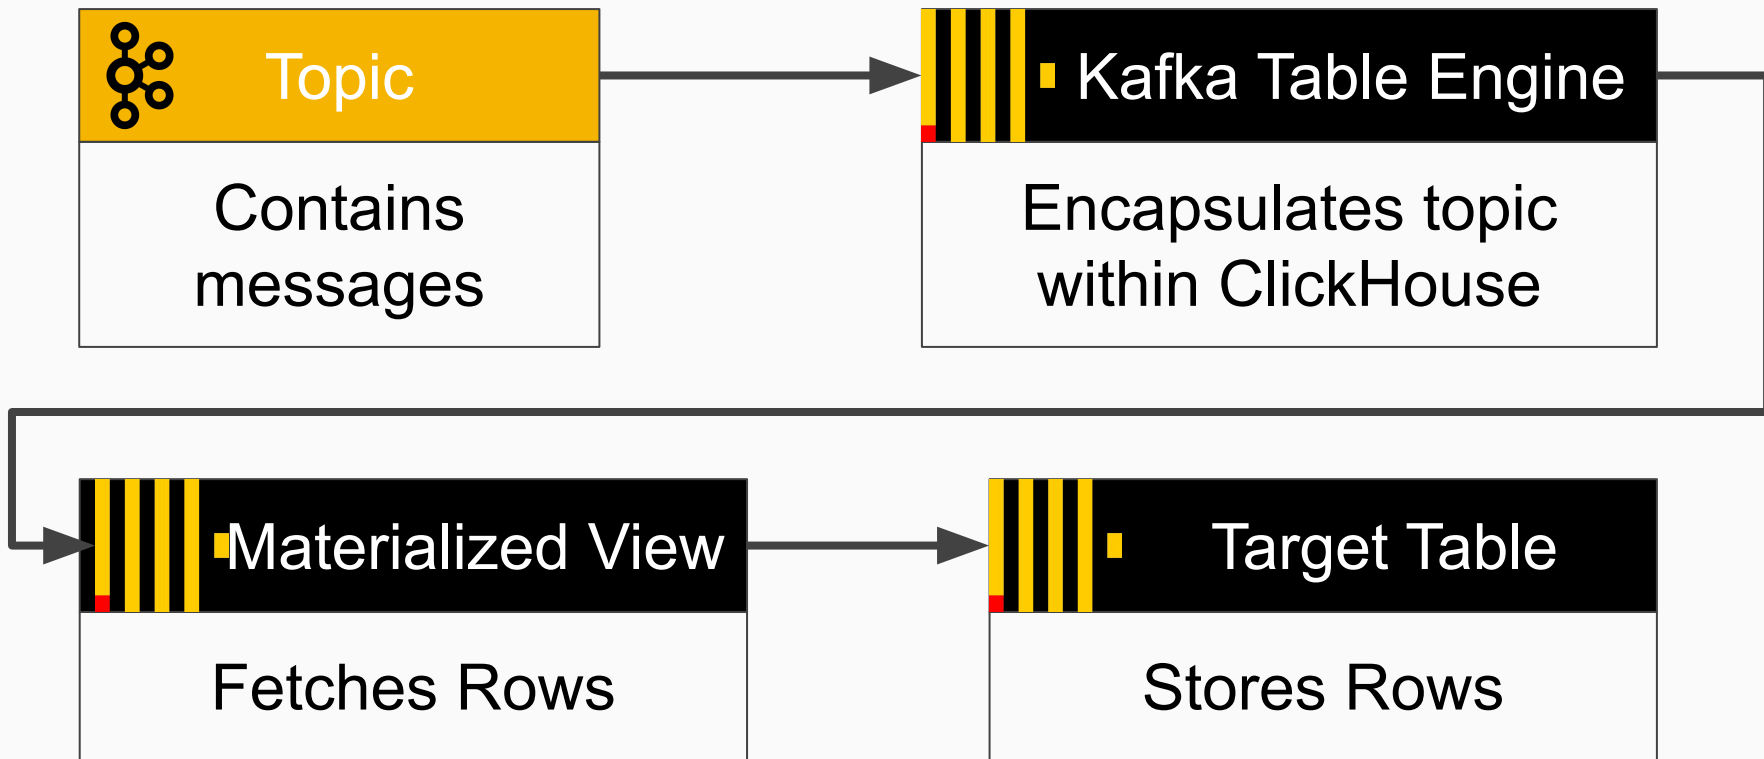 Topic
Contains
messages
Kafka Table Engine
Encapsulates topic
within ClickHouse
Materialized View
Fetches Rows
Target Table
Stores Rows